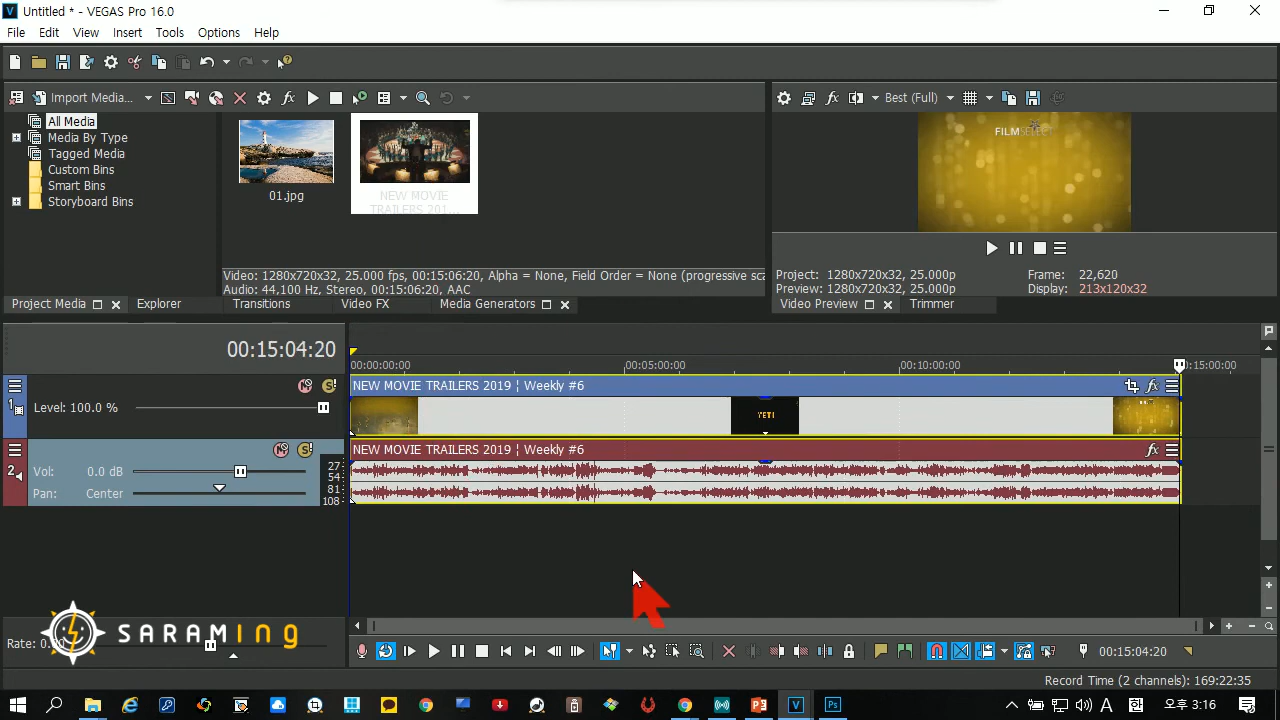 Untitled * - VEGAS Pro 16.0
File Edit View Insert Tools Options Help
Import Media...
Best (Full)
All Media
Media By Type
Tagged Media
Custom Bins
Smart Bins
Storyboard Bins
01.jpg
NEW MOVIE
TRAILERS 201...
FILMSELECT
Video: 1280x720x32, 25.000 fps, 00:15:06:20, Alpha = None, Field Order = None (progressive sca
Audio: 44,100 Hz, Stereo, 00:15:06:20, AAC
Project: 1280x720x32, 25.000p Frame: 22,620
Preview: 1280x720x32, 25.000p Display: 213x120x32
Project Media Explorer Transitions Video FX Media Generators Video Preview Trimmer
00:15:04:20
00:00:00:00 00:05:00:00 00:10:00:00 0:15:00:00
NEW MOVIE TRAILERS 2019 ¦ Weekly #6
1
Level: 100.0 %
YETI
NEW MOVIE TRAILERS 2019 ¦ Weekly #6
2
Vol: 0.0 dB
Pan: Center
27
54
81
108
Rate: 0.00
SARAMING
00:15:04:20
Record Time (2 channels): 169:22:35
A 한 오후 3:16